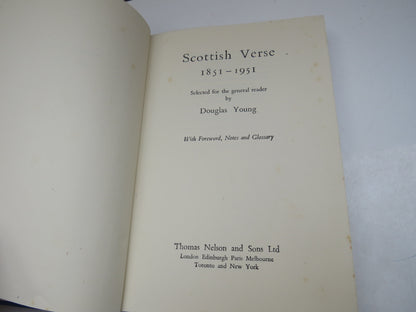 Scottish Verse
1851-1951
Selected for the general reader
by
Douglas Young
With Foreword, Notes and Glossary
Thomas Nelson and Sons Ltd
London Edinburgh Paris Melbourne
Toronto and New York